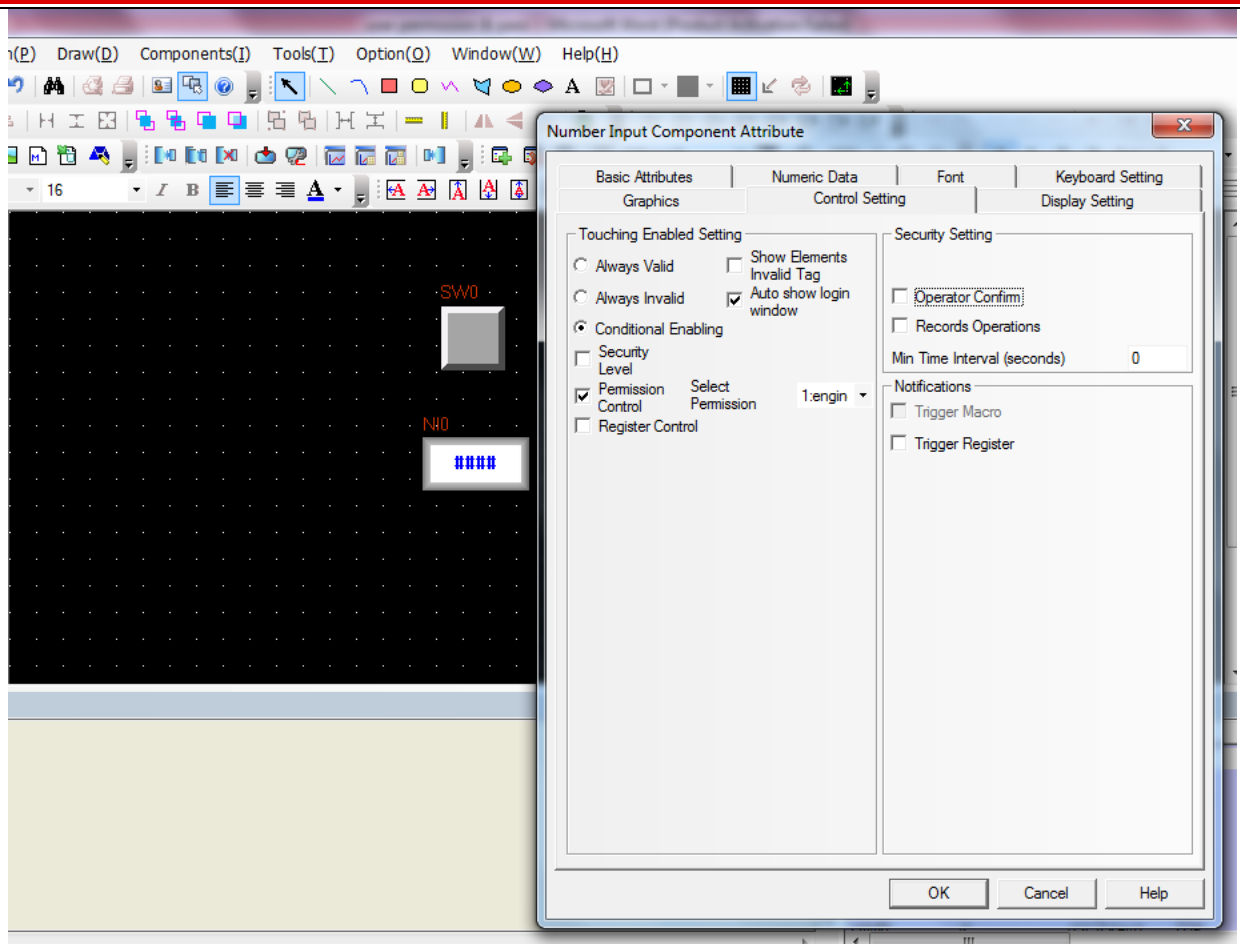 n(P) Draw(D) Components(I) Tools(T) Option(O) Window(W) Help(H)
16
I B A
SW0
NI0
####
Number Input Component Attribute
Basic Attributes Numeric Data Font Keyboard Setting
Graphics Control Setting Display Setting
Touching Enabled Setting
Always Valid
Show Elements
Invalid Tag
Always Invalid
Auto show login
window
Conditional Enabling
Security
Level
Permission
Control
Select
Permission
1:engin
Register Control
Security Setting
Operator Confirm
Records Operations
Min Time Interval (seconds) 0
Notifications
Trigger Macro
Trigger Register
OK Cancel Help